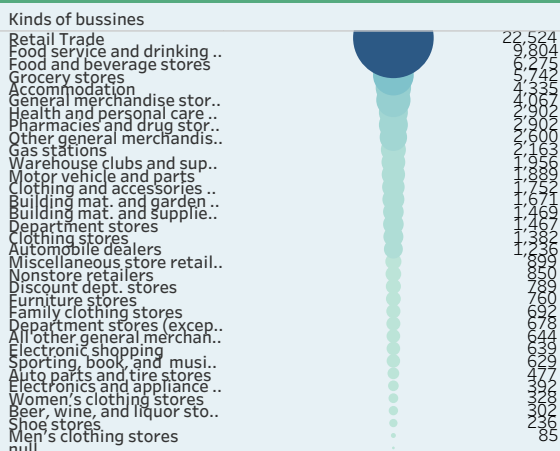 Kinds of bussines
Retail Trade 22,524
Food service and drinking .. 9,804
Food and beverage stores 6,275
Grocery stores 5,742
Accommodation 4,335
General merchandise stor.. 4,067
Health and personal care .. 2,902
Pharmacies and drug stor.. 2,902
Other general merchandis.. 2,600
Gas stations 2,163
Warehouse clubs and sup.. 1,956
Motor vehicle and parts 1,889
Clothing and accessories .. 1,752
Building mat. and garden .. 1,671
Building mat. and supplie.. 1,469
Department stores 1,467
Clothing stores 1,382
Automobile dealers 1,236
Miscellaneous store retail.. 899
Nonstore retailers 850
Discount dept. stores 789
Furniture stores 760
Family clothing stores 692
Department stores (excep.. 678
All other general merchan.. 644
Electronic shopping 639
Sporting, book, and musi.. 629
Auto parts and tire stores 477
Electronics and appliance .. 392
Women's clothing stores 328
Beer, wine, and liquor sto.. 302
Shoe stores 236
Men's clothing stores 85
null